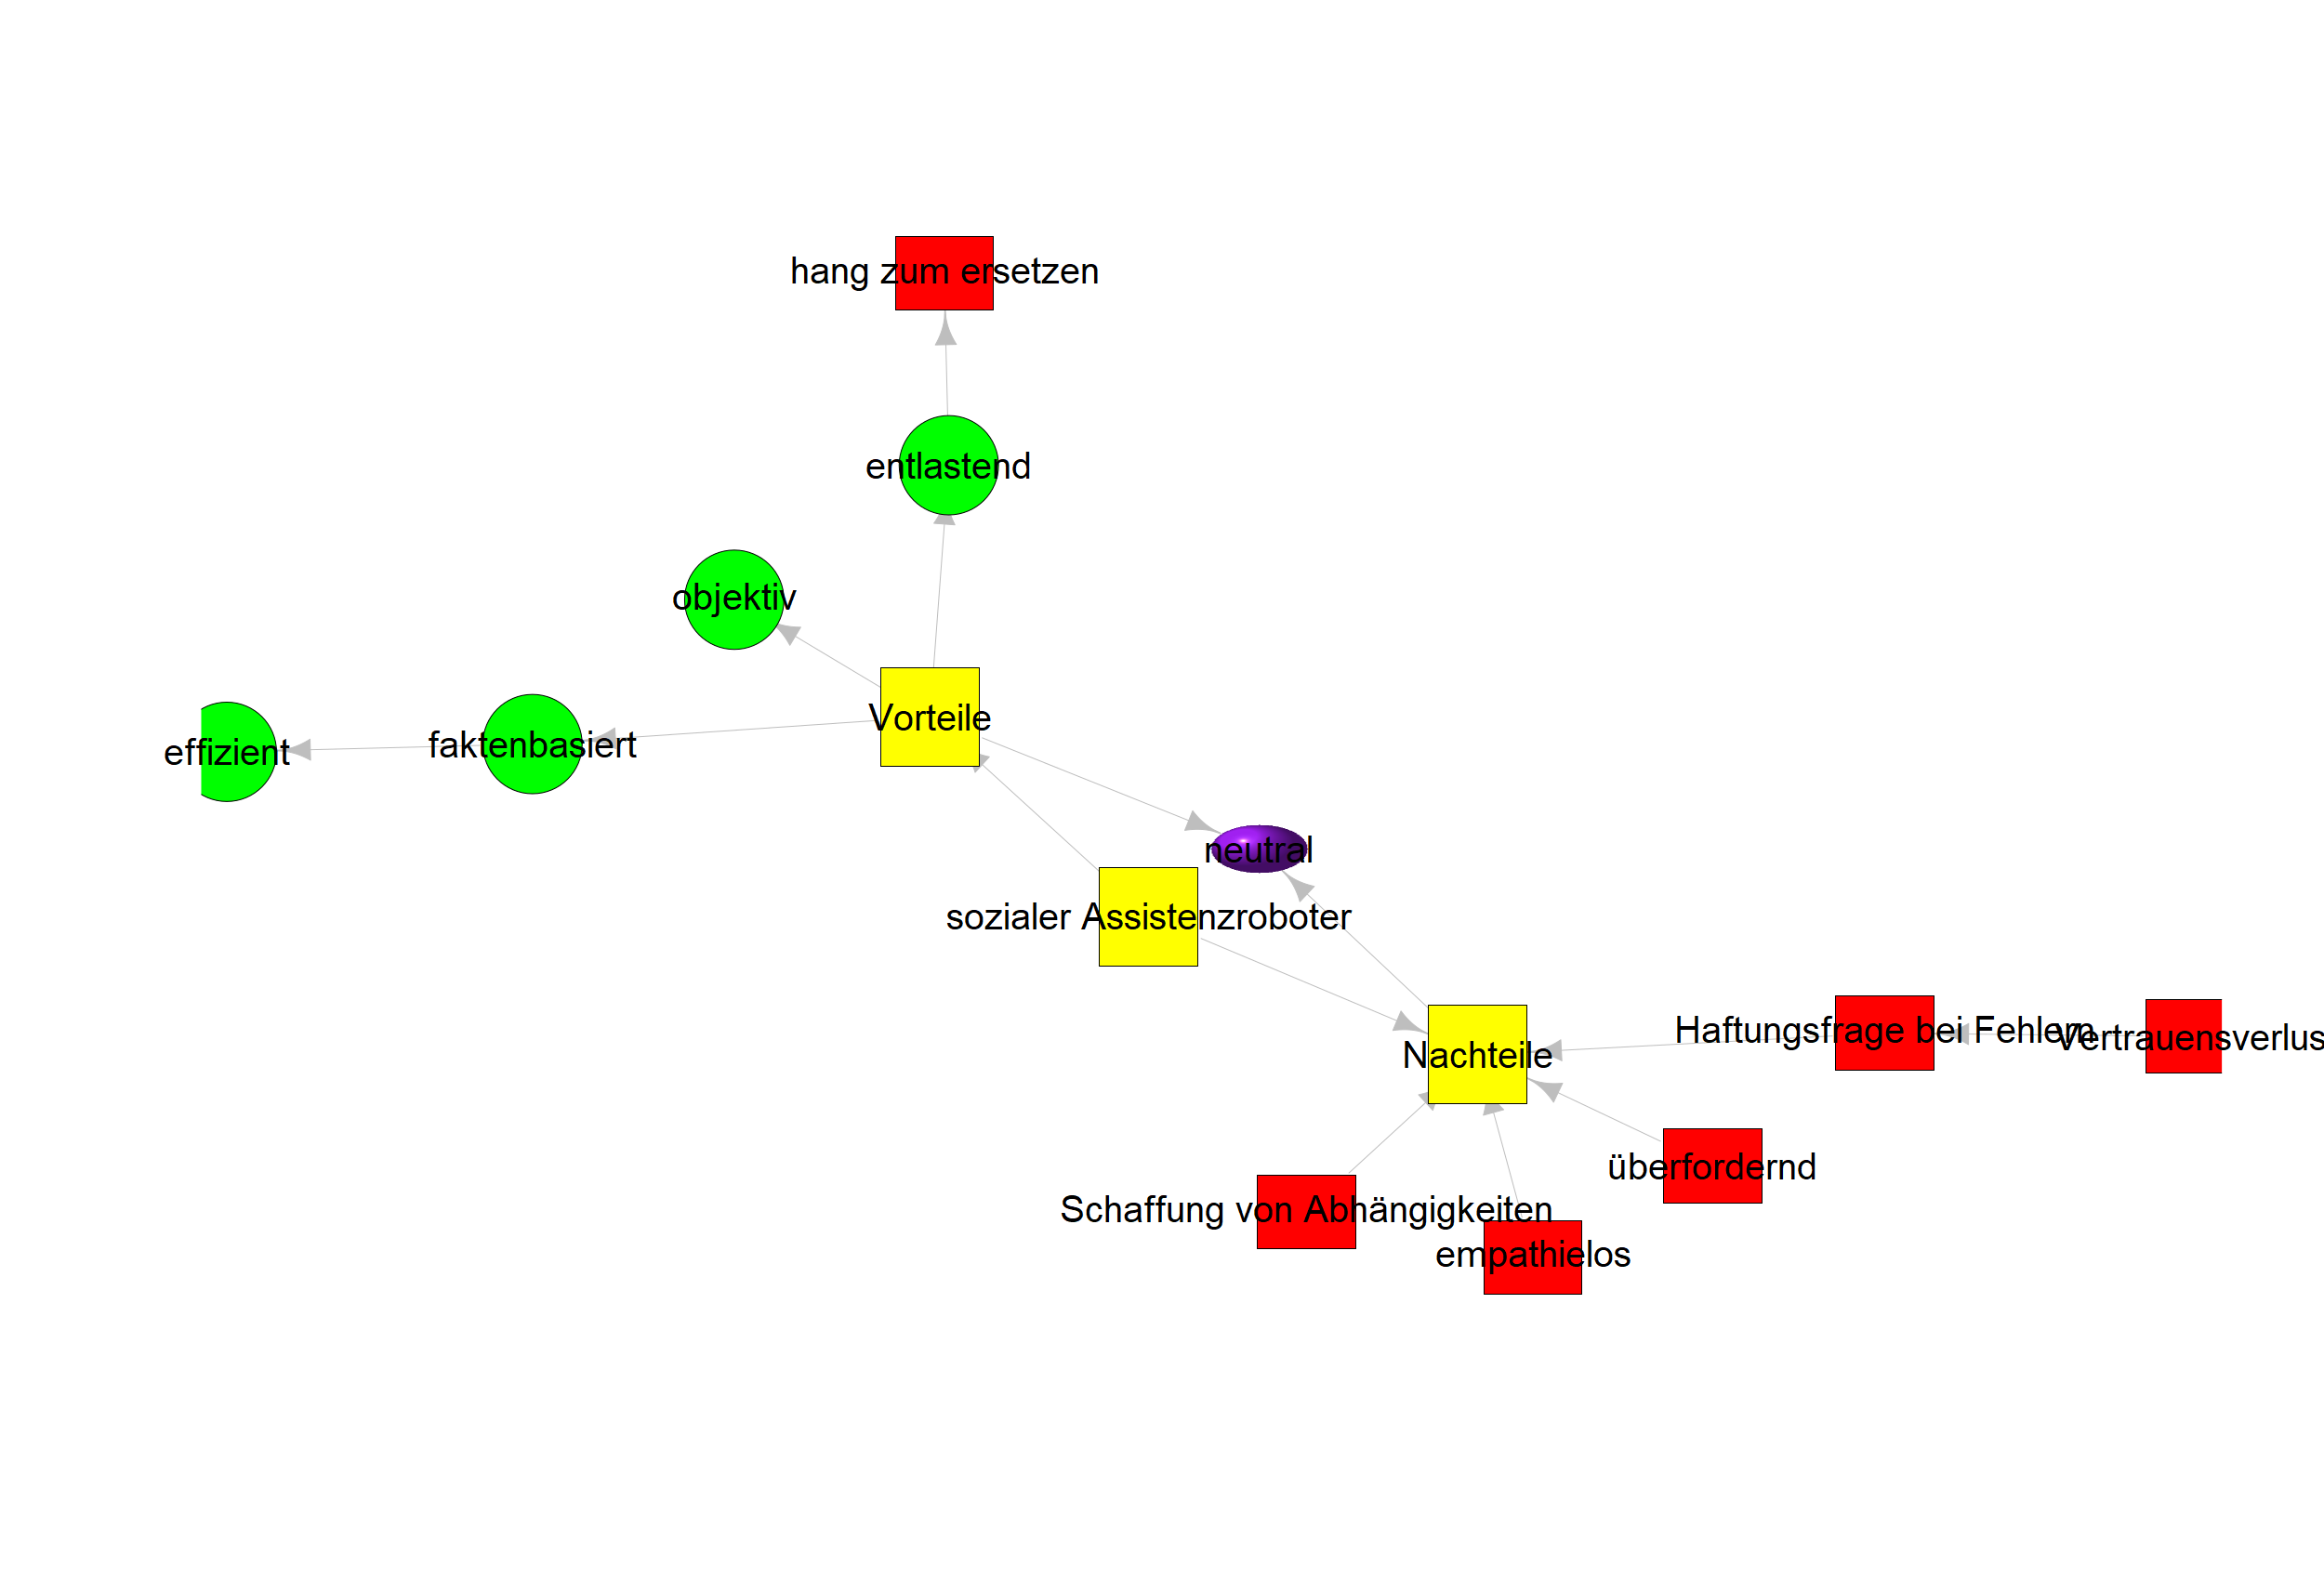 hang zum ersetzen
entlastend
objektiv
Vorteile
effizient
faktenbasiert
neutral
sozialer Assistenzroboter
Haftungsfrage bei Fehlern
Vertrauensverlus
Nachteile
überfordernd
Schaffung von Abhängigkeiten
empathielos